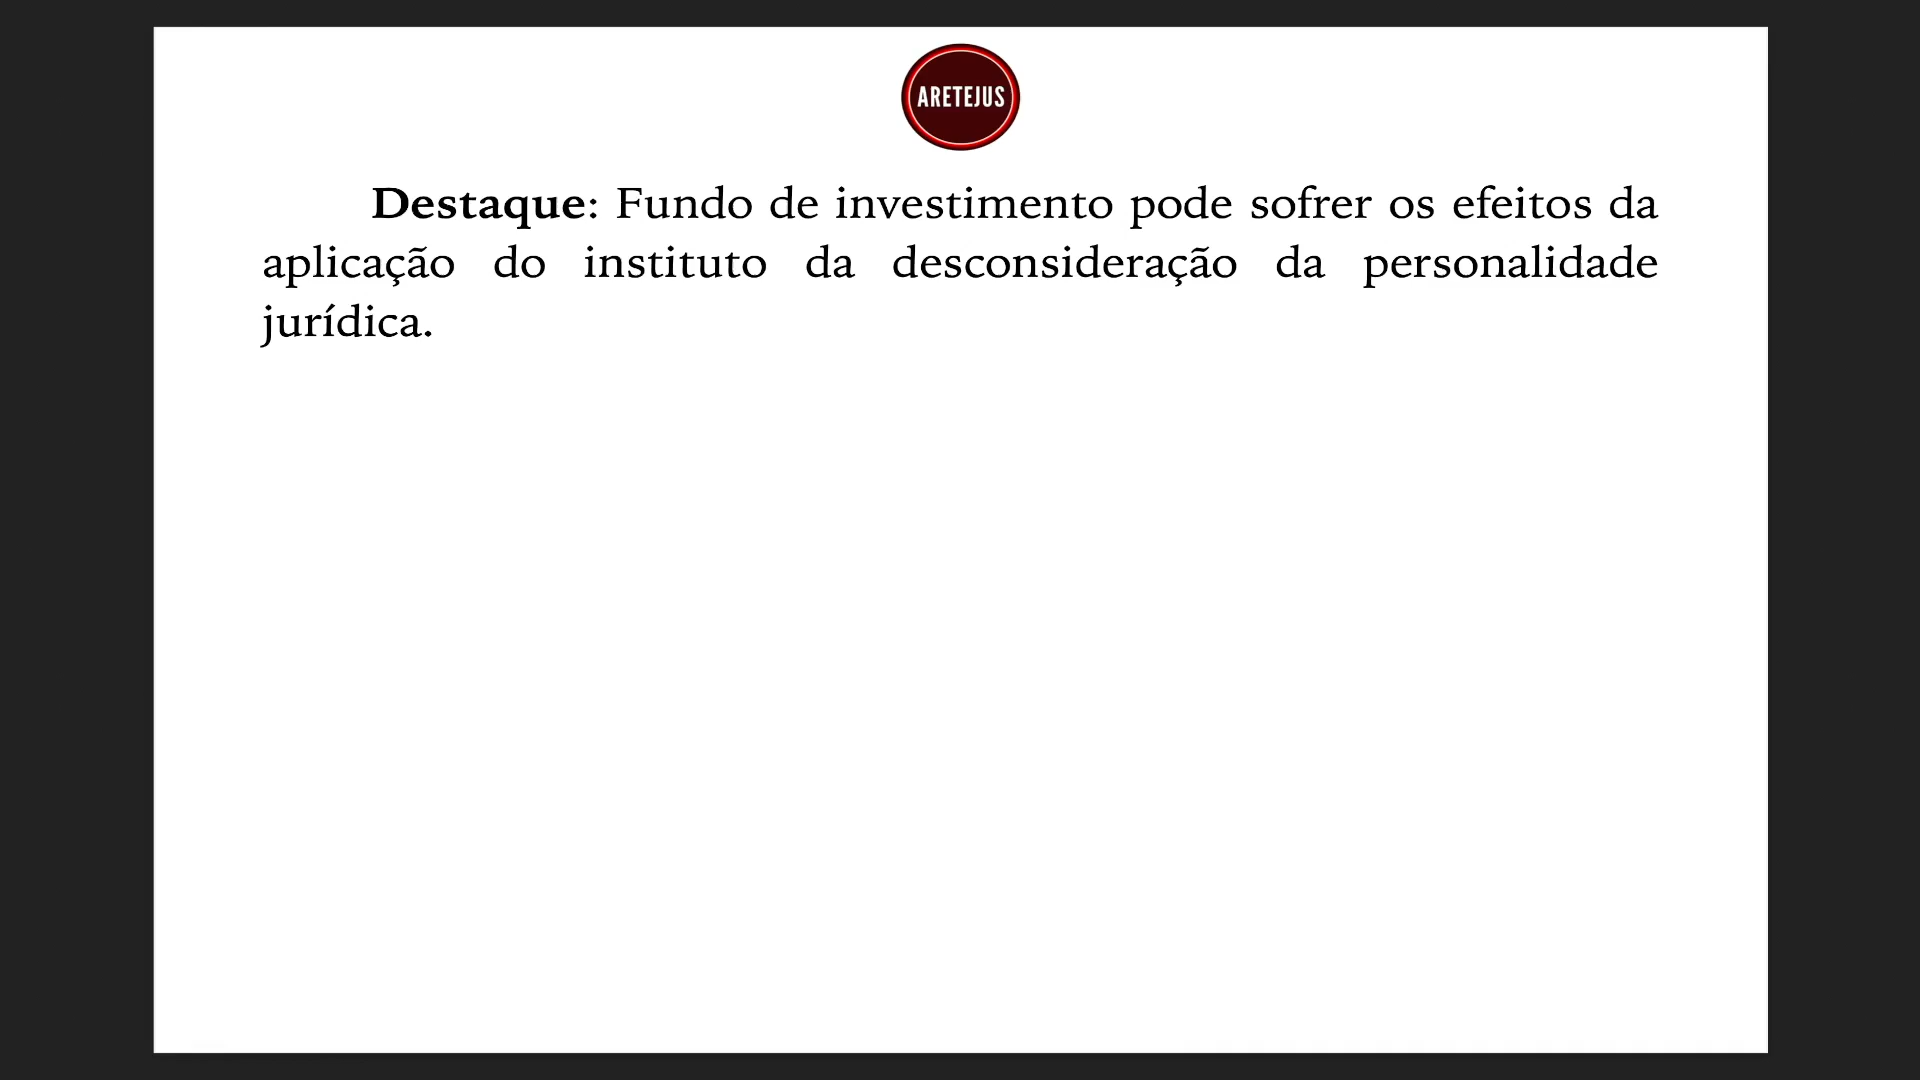 ARETEJUS
Destaque: Fundo de investimento pode sofrer os efeitos da
aplicação do instituto da desconsideração da personalidade
jurídica.